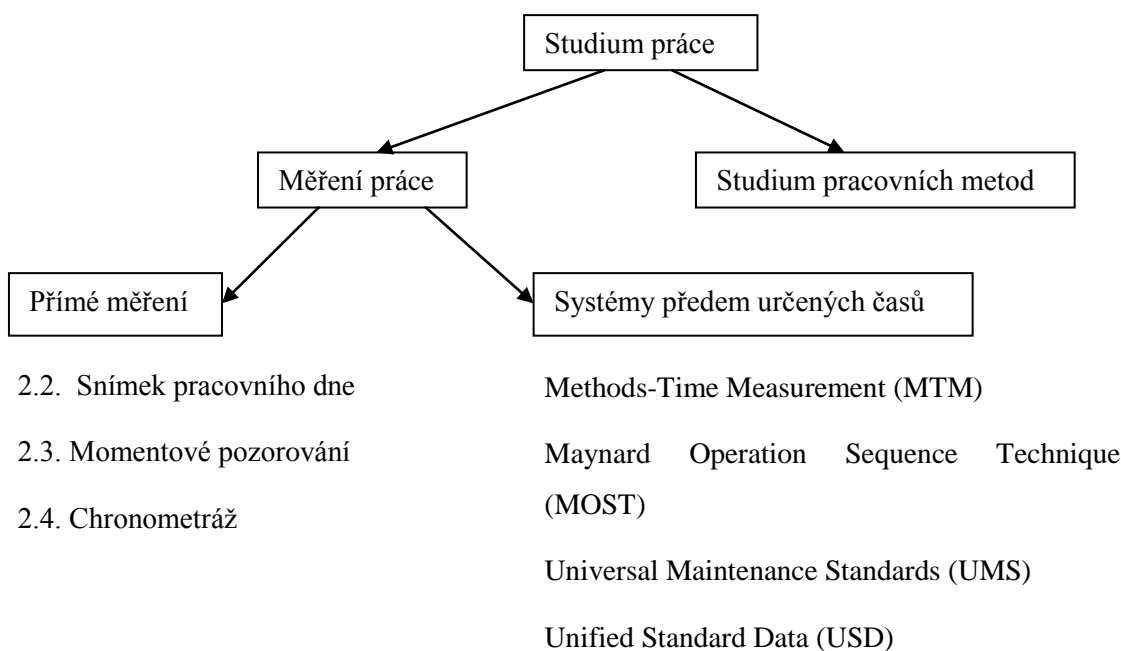 Studium práce
Měření práce
Studium pracovních metod
Přímé měření
Systémy předem určených časů
2.2. Snímek pracovního dne
2.3. Momentové pozorování
2.4. Chronometráž
Methods-Time Measurement (MTM)
Maynard Operation Sequence Technique
(MOST)
Universal Maintenance Standards (UMS)
Unified Standard Data (USD)